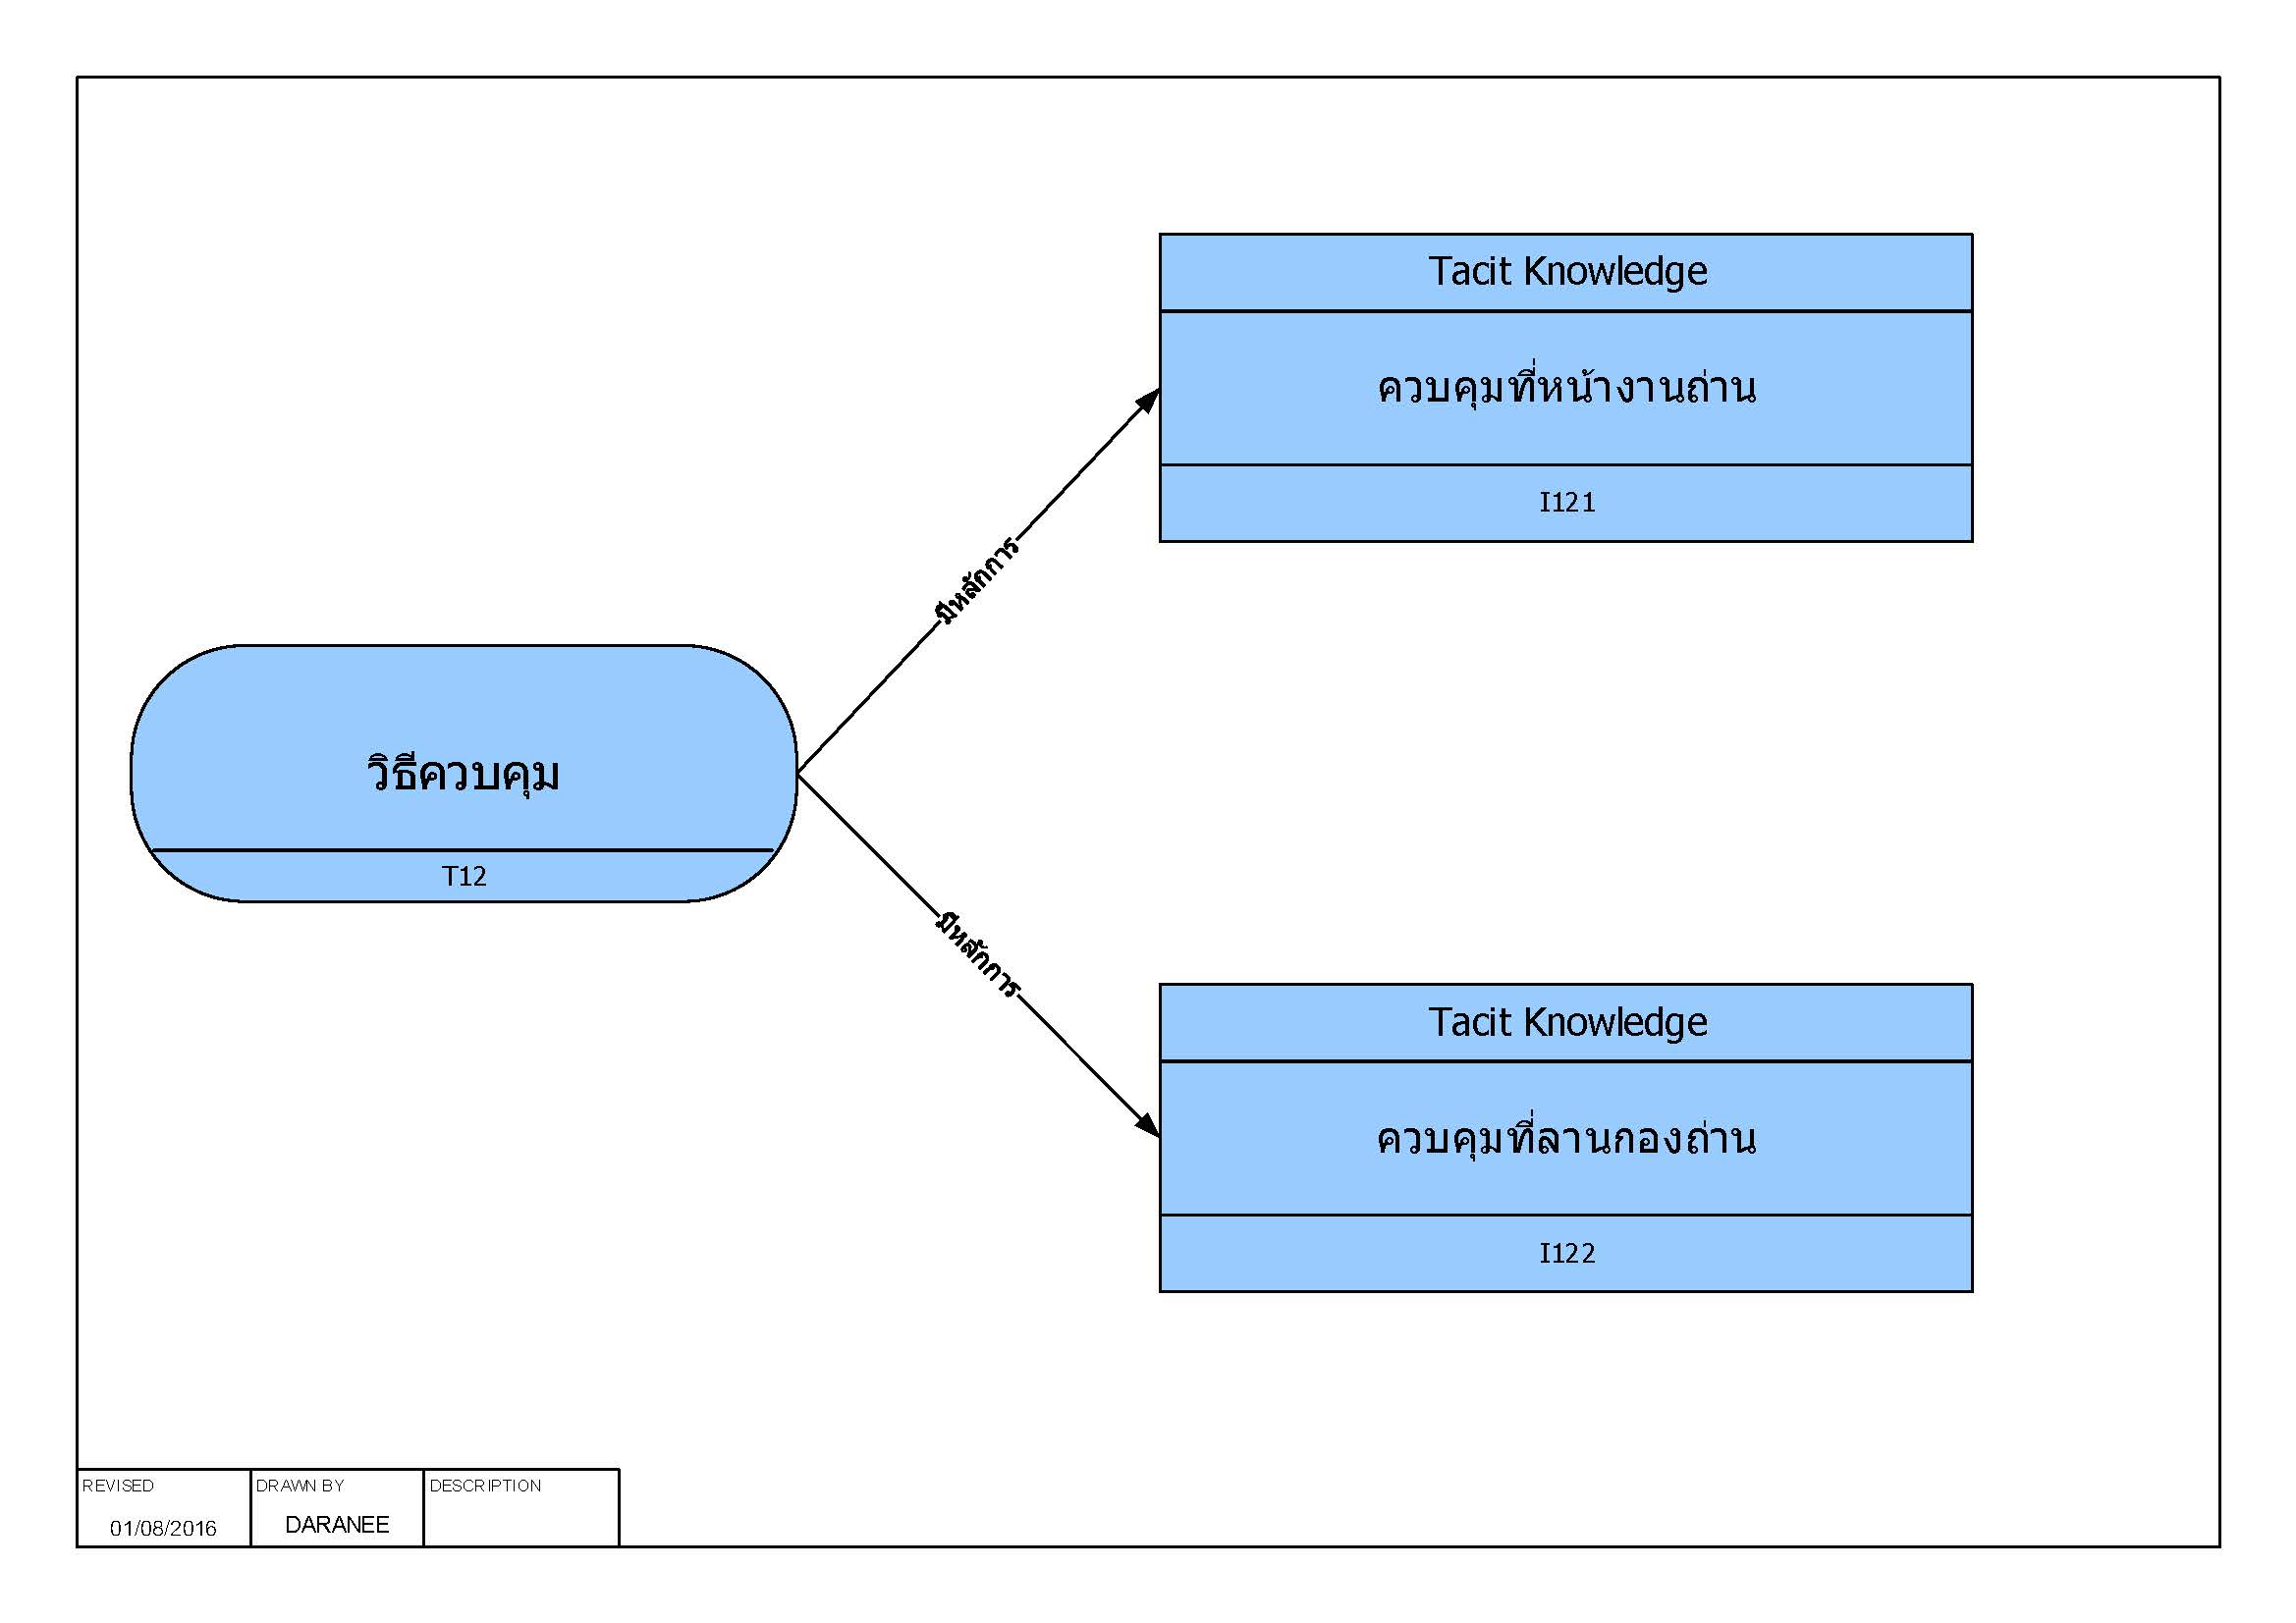 Tacit Knowledge
ควบคุมที่หน้างานถ่าน
I121
มีหลักการ
วิธีควบคุม
T12
มีหลักการ
Tacit Knowledge
ควบคุมที่ลานกองถ่าน
I122
REVISED
01/08/2016
DRAWN BY
DARANEE
DESCRIPTION